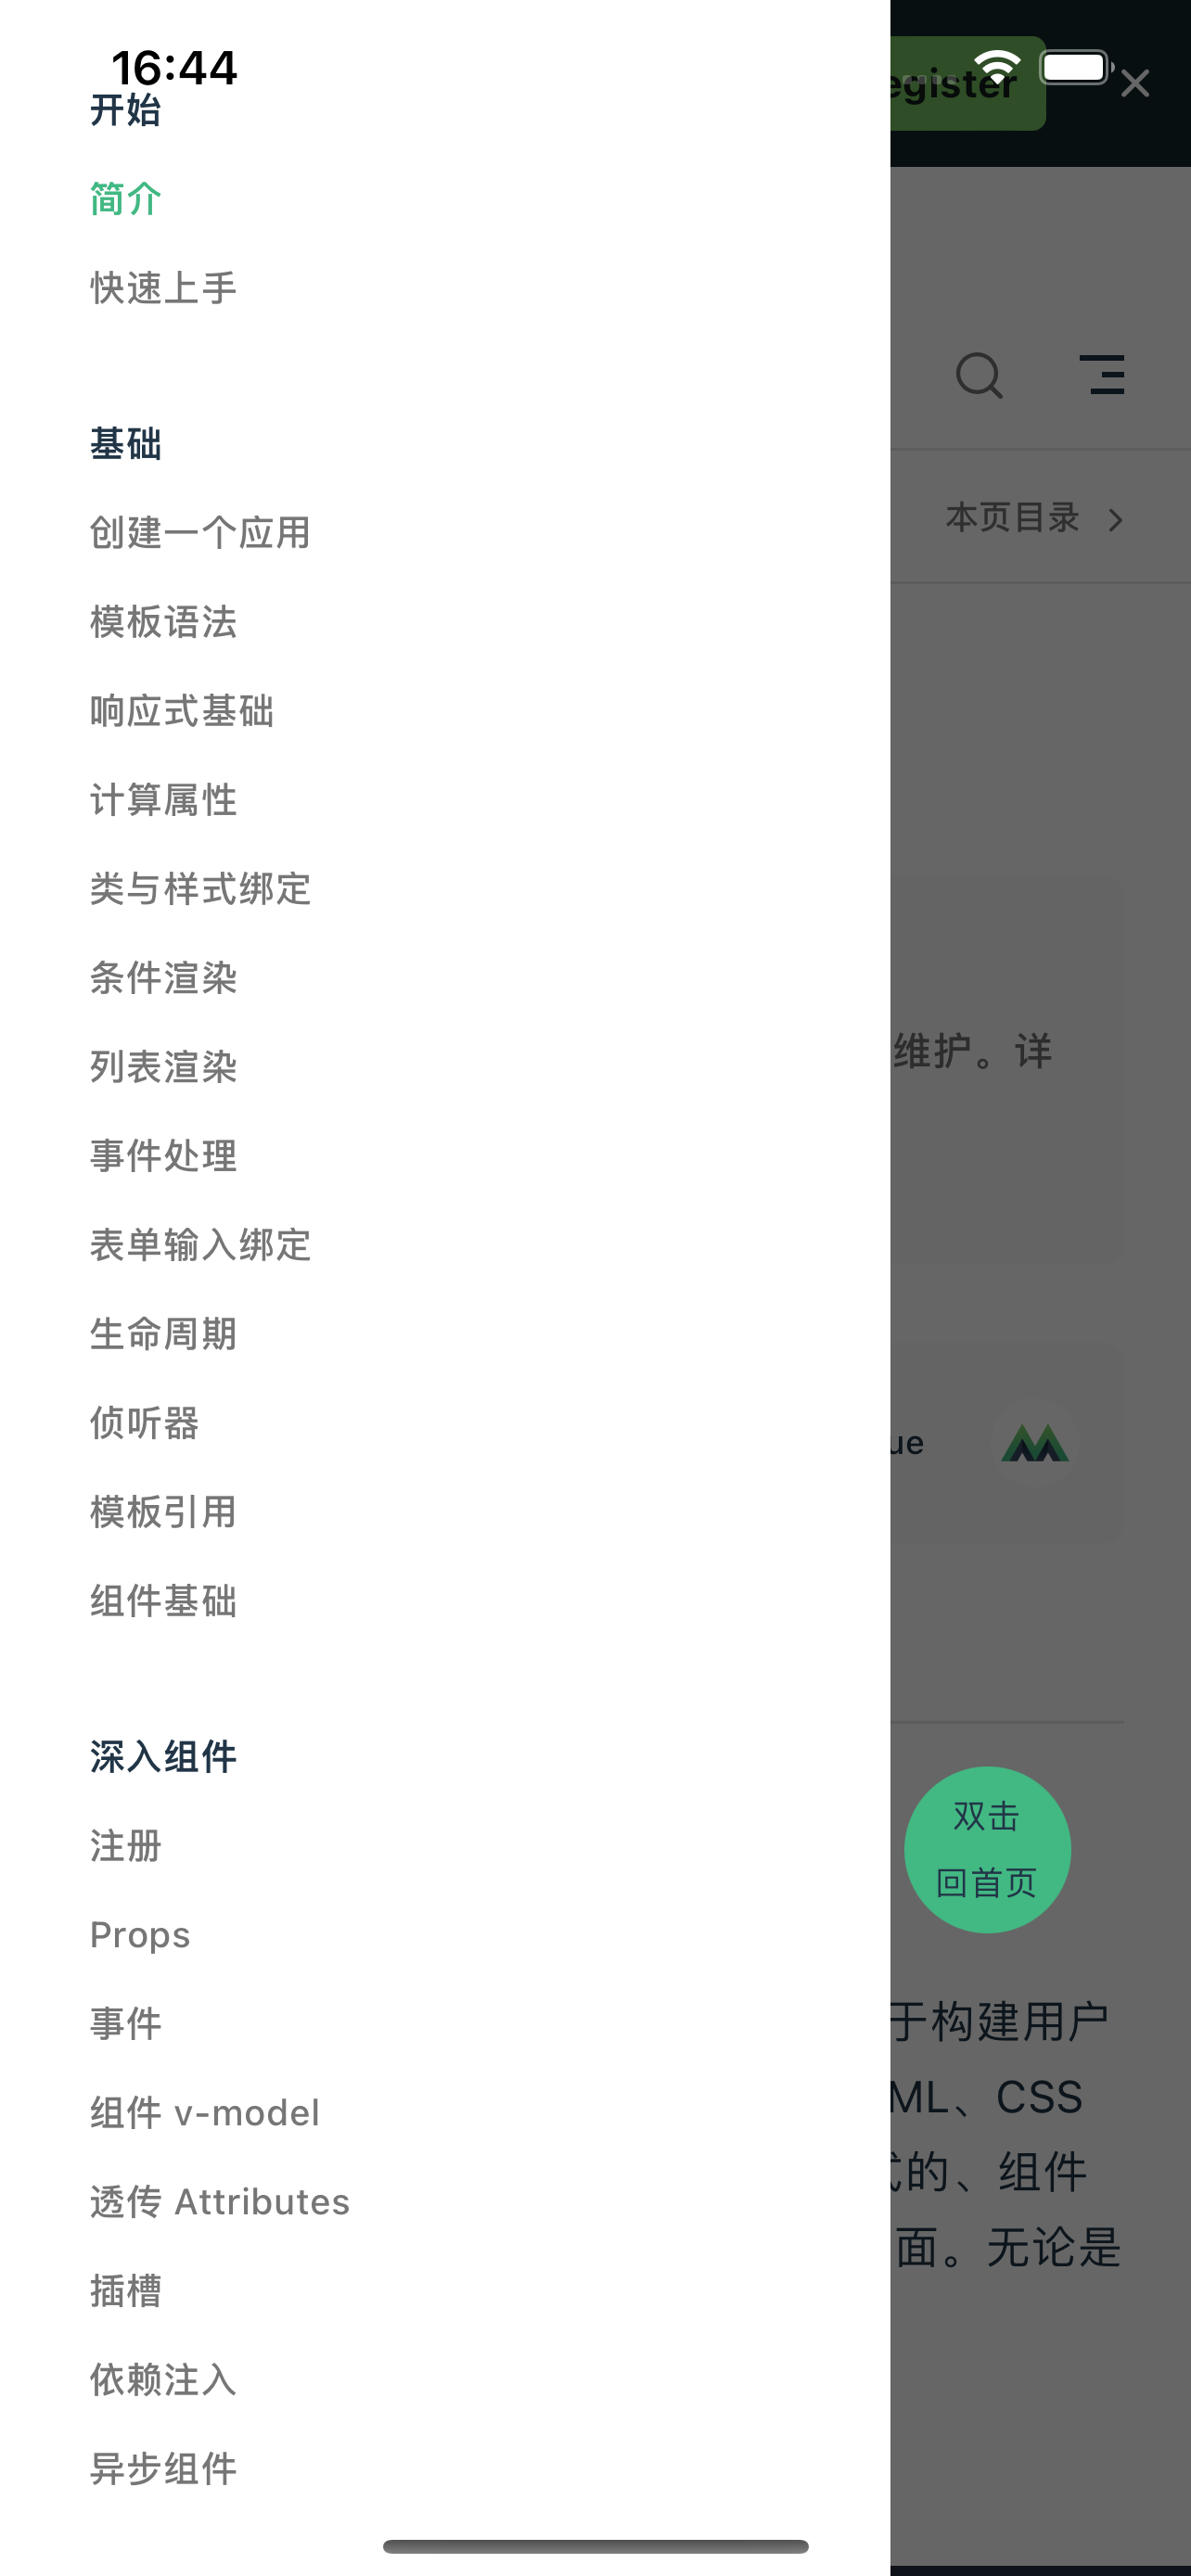 16:44
开始
简介
快速上手
基础
创建一个应用
模板语法
响应式基础
计算属性
类与样式绑定
条件渲染
列表渲染
事件处理
表单输入绑定
生命周期
侦听器
模板引用
组件基础
深入组件
注册
Props
事件
组件 v-model
透传 Attributes
插槽
依赖注入
异步组件
egister
本页目录
维护。详
ue
双击
回首页
于构建用户
ML、CSS
式的、组件
面。无论是